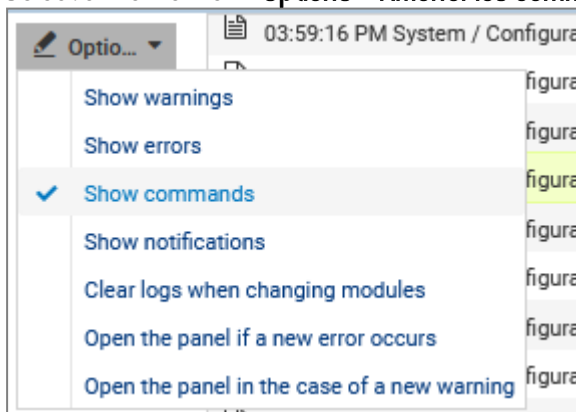 Optio...
03:59:16 PM System / Configura
Show warnings
figura
Show errors
figura
Show commands
figura
Show notifications
figura
Clear logs when changing modules
figura
Open the panel if a new error occurs
figura
Open the panel in the case of a new warning
figura